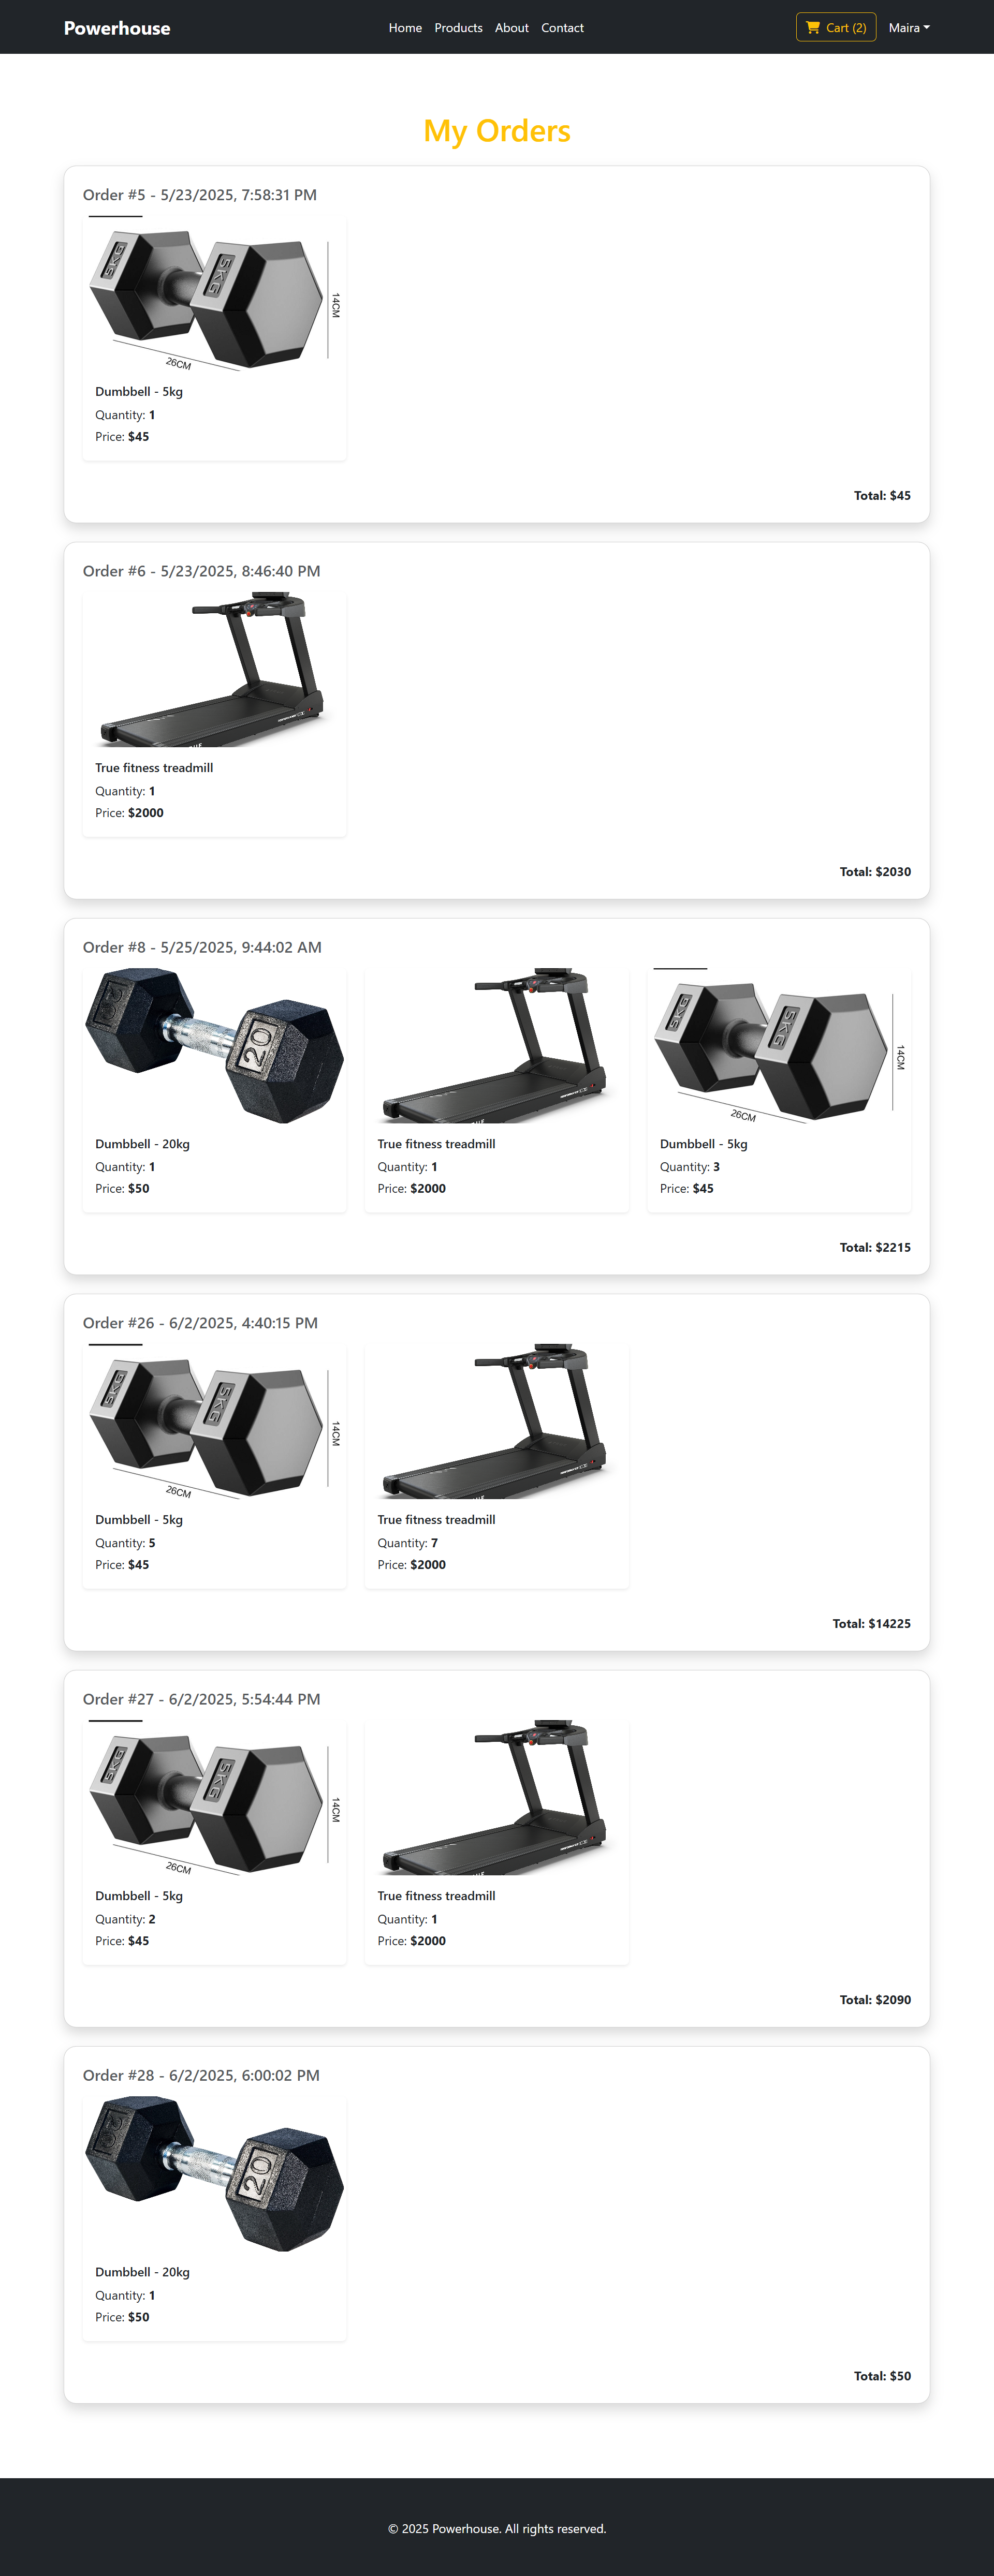 Powerhouse
Home Products About Contact
Cart (2)
Maira
My Orders
Order #5 - 5/23/2025, 7:58:31 PM
5KG
5KG
14CM
26CM
Dumbbell - 5kg
Quantity: 1
Price: $45
Total: $45
Order #6 - 5/23/2025, 8:46:40 PM
True fitness treadmill
Quantity: 1
Price: $2000
Total: $2030
Order #8 - 5/25/2025, 9:44:02 AM
20
20
Dumbbell - 20kg
Quantity: 1
Price: $50
True fitness treadmill
Quantity: 1
Price: $2000
5KG
5KG
14CM
26CM
Dumbbell - 5kg
Quantity: 3
Price: $45
Total: $2215
Order #26 - 6/2/2025, 4:40:15 PM
5KG
5KG
14CM
26CM
Dumbbell - 5kg
Quantity: 5
Price: $45
True fitness treadmill
Quantity: 7
Price: $2000
Total: $14225
Order #27 - 6/2/2025, 5:54:44 PM
5KG
5KG
14CM
26CM
Dumbbell - 5kg
Quantity: 2
Price: $45
True fitness treadmill
Quantity: 1
Price: $2000
Total: $2090
Order #28 - 6/2/2025, 6:00:02 PM
20
20
Dumbbell - 20kg
Quantity: 1
Price: $50
Total: $50
© 2025 Powerhouse. All rights reserved.